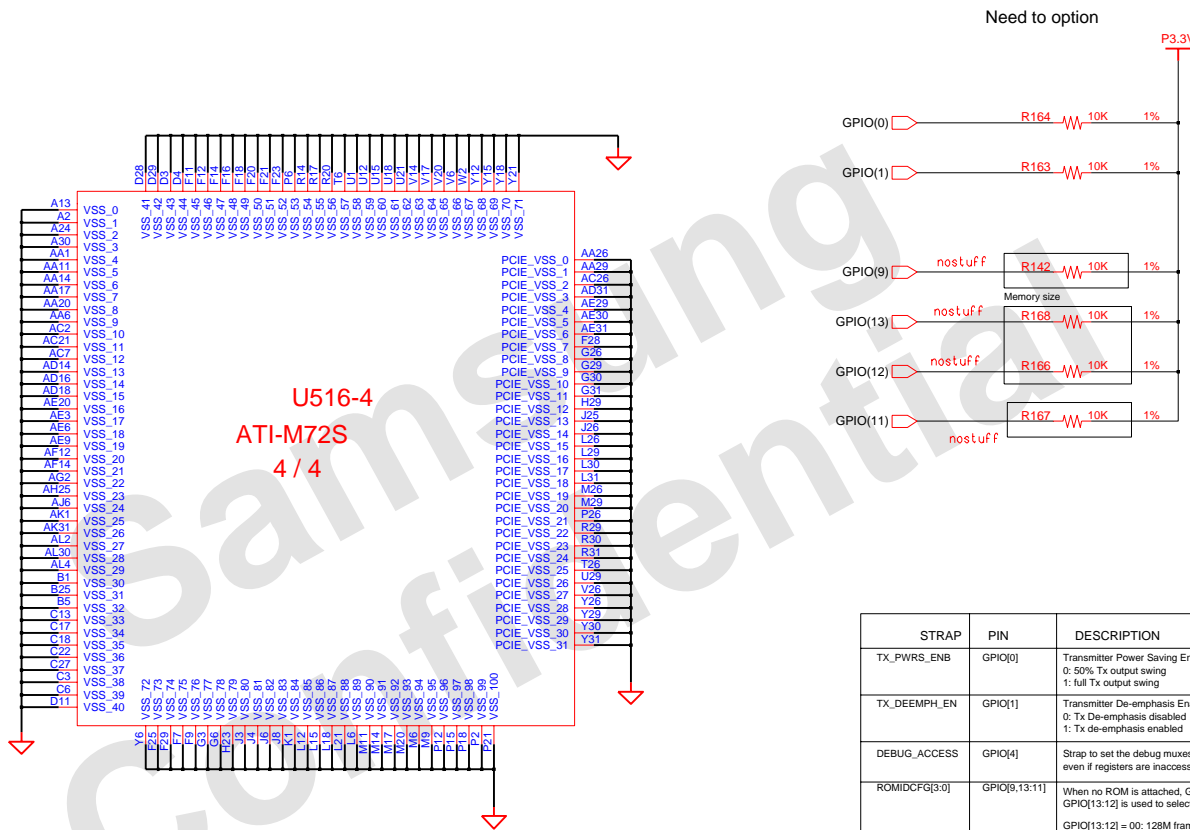 Need to option
P3.3V
GPIO(0) R164 10K 1%
GPIO(1) R163 10K 1%
GPIO(9) nostuff R142 10K 1%
Memory size
GPIO(13) nostuff R168 10K 1%
GPIO(12) nostuff R166 10K 1%
GPIO(11) nostuff R167 10K 1%
D28 D29 D3 D4 F11 F12 F14 F16 F18 F20 F21 F23 P6 R14 R17 R20 T6 U1 U12 U15 U18 U21 V14 V17 V20 V6 W2 Y12 Y15 Y18 Y21
VSS_41 VSS_42 VSS_43 VSS_44 VSS_45 VSS_46 VSS_47 VSS_48 VSS_49 VSS_50 VSS_51 VSS_52 VSS_53 VSS_54 VSS_55 VSS_56 VSS_57 VSS_58 VSS_59 VSS_60 VSS_61 VSS_62 VSS_63 VSS_64 VSS_65 VSS_66 VSS_67 VSS_68 VSS_69 VSS_70 VSS_71
A13 VSS_0
A2 VSS_1
A24 VSS_2
A30 VSS_3
AA1 VSS_4
AA11 VSS_5
AA14 VSS_6
AA17 VSS_7
AA20 VSS_8
AA6 VSS_9
AC2 VSS_10
AC21 VSS_11
AC7 VSS_12
AD14 VSS_13
AD16 VSS_14
AD18 VSS_15
AE20 VSS_16
AE3 VSS_17
AE6 VSS_18
AE9 VSS_19
AF12 VSS_20
AF14 VSS_21
AG2 VSS_22
AH25 VSS_23
AJ6 VSS_24
AK1 VSS_25
AK31 VSS_26
AL2 VSS_27
AL30 VSS_28
AL4 VSS_29
B1 VSS_30
B25 VSS_31
B5 VSS_32
C13 VSS_33
C17 VSS_34
C18 VSS_35
C22 VSS_36
C27 VSS_37
C3 VSS_38
C6 VSS_39
D11 VSS_40
U516-4
ATI-M72S
4 / 4
PCIE_VSS_0 AA26
PCIE_VSS_1 AA29
PCIE_VSS_2 AC26
PCIE_VSS_3 AD31
PCIE_VSS_4 AE29
PCIE_VSS_5 AE30
PCIE_VSS_6 AE31
PCIE_VSS_7 F28
PCIE_VSS_8 G26
PCIE_VSS_9 G29
PCIE_VSS_10 G30
PCIE_VSS_11 G31
PCIE_VSS_12 H29
PCIE_VSS_13 J25
PCIE_VSS_14 J26
PCIE_VSS_15 L26
PCIE_VSS_16 L29
PCIE_VSS_17 L30
PCIE_VSS_18 L31
PCIE_VSS_19 M26
PCIE_VSS_20 M29
PCIE_VSS_21 P26
PCIE_VSS_22 R29
PCIE_VSS_23 R30
PCIE_VSS_24 R31
PCIE_VSS_25 T26
PCIE_VSS_26 U29
PCIE_VSS_27 V26
PCIE_VSS_28 Y26
PCIE_VSS_29 Y29
PCIE_VSS_30 Y30
PCIE_VSS_31 Y31
VSS_72 VSS_73 VSS_74 VSS_75 VSS_76 VSS_77 VSS_78 VSS_79 VSS_80 VSS_81 VSS_82 VSS_83 VSS_84 VSS_85 VSS_86 VSS_87 VSS_88 VSS_89 VSS_90 VSS_91 VSS_92 VSS_93 VSS_94 VSS_95 VSS_96 VSS_97 VSS_98 VSS_99 VSS_100
Y6 F25 F29 F7 F9 G3 G6 H23 J3 J4 J6 J8 K1 L12 L15 L18 L21 L6 M11 M14 M17 M20 M6 M9 P12 P15 P18 P2 P21
STRAP PIN DESCRIPTION
TX_PWRS_ENB GPIO[0] Transmitter Power Saving En
0: 50% Tx output swing
1: full Tx output swing
TX_DEEMPH_EN GPIO[1] Transmitter De-emphasis Ena
0: Tx De-emphasis disabled
1: Tx de-emphasis enabled
DEBUG_ACCESS GPIO[4] Strap to set the debug muxes
even if registers are inaccess
ROMIDCFG[3:0] GPIO[9,13:11] When no ROM is attached, G
GPIO[13:12] is used to select
GPIO[13:12] = 00: 128M fram
Samsung
Confidential